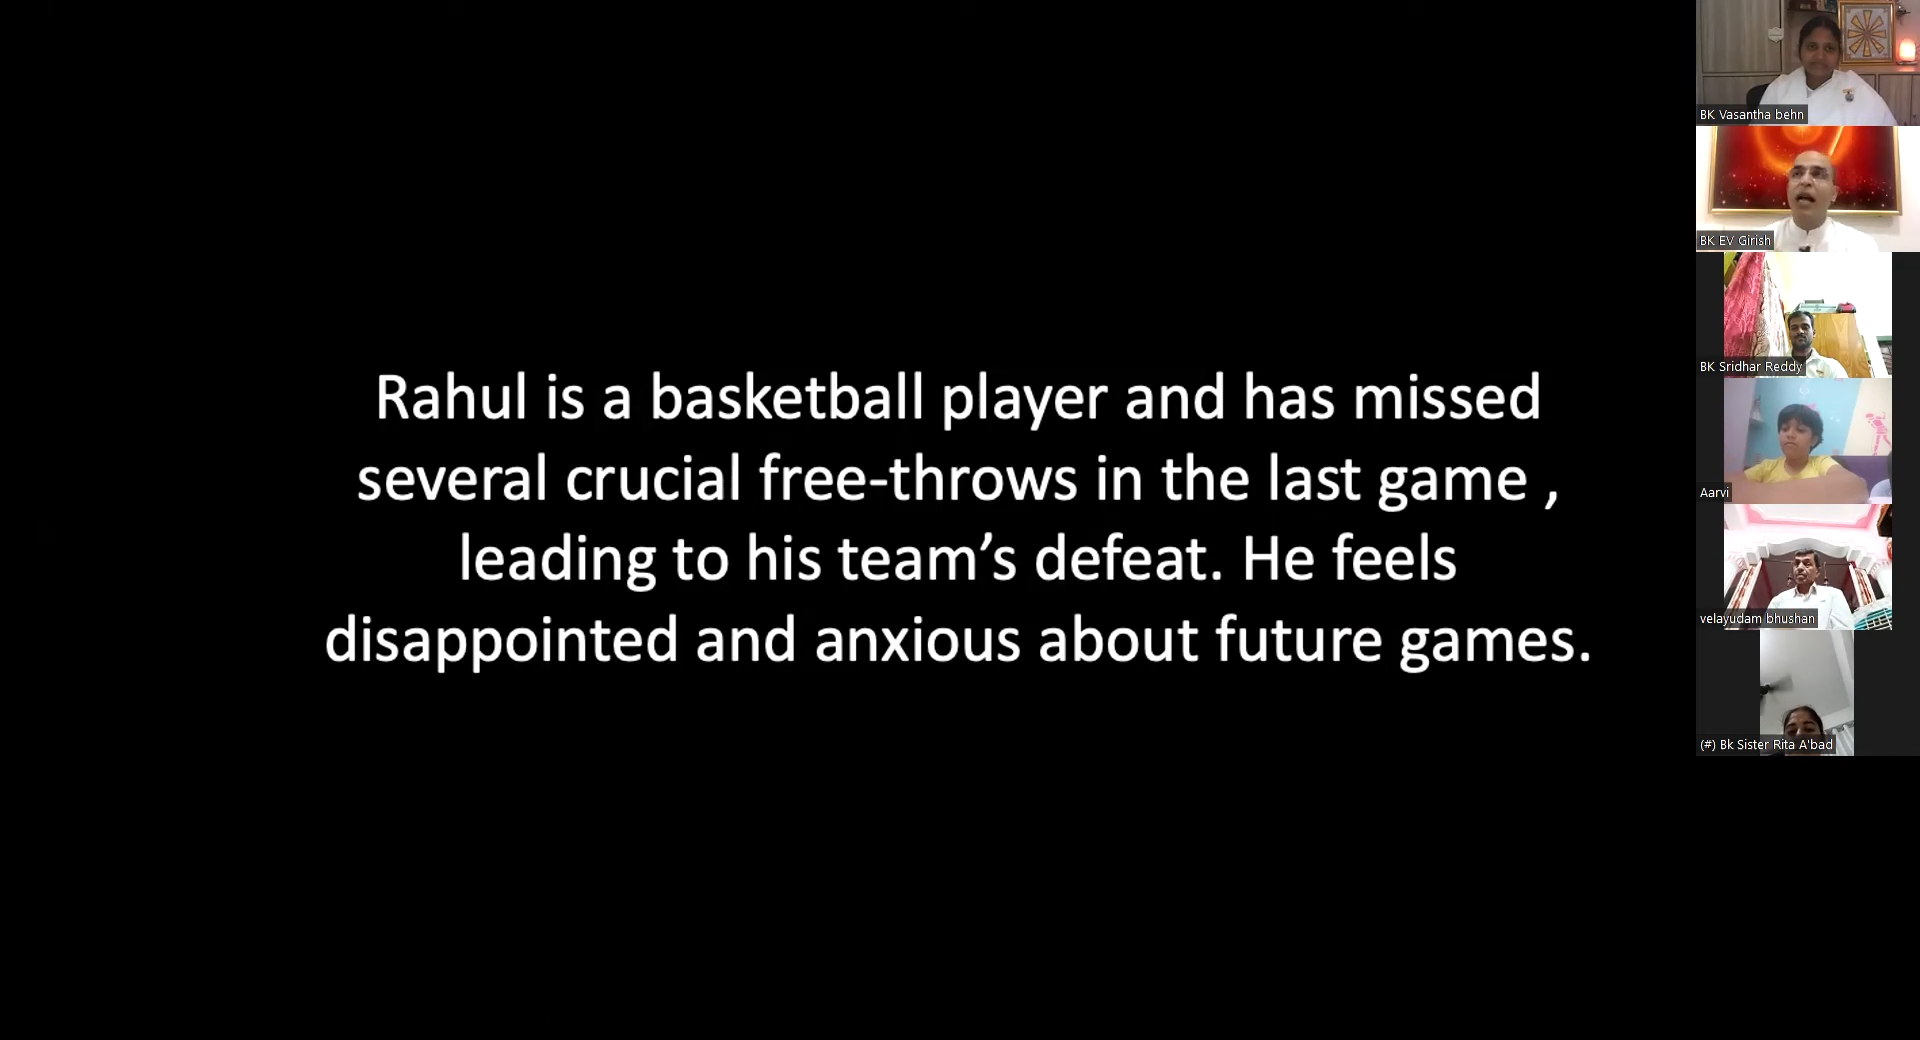 Rahul is a basketball player and has missed
several crucial free-throws in the last game ,
leading to his team’s defeat. He feels
disappointed and anxious about future games.
BK Vasantha behn
BK EV Girish
BK Sridhar Reddy
Aarvi
velayudam bhushan
(#) Bk Sister Rita A'bad